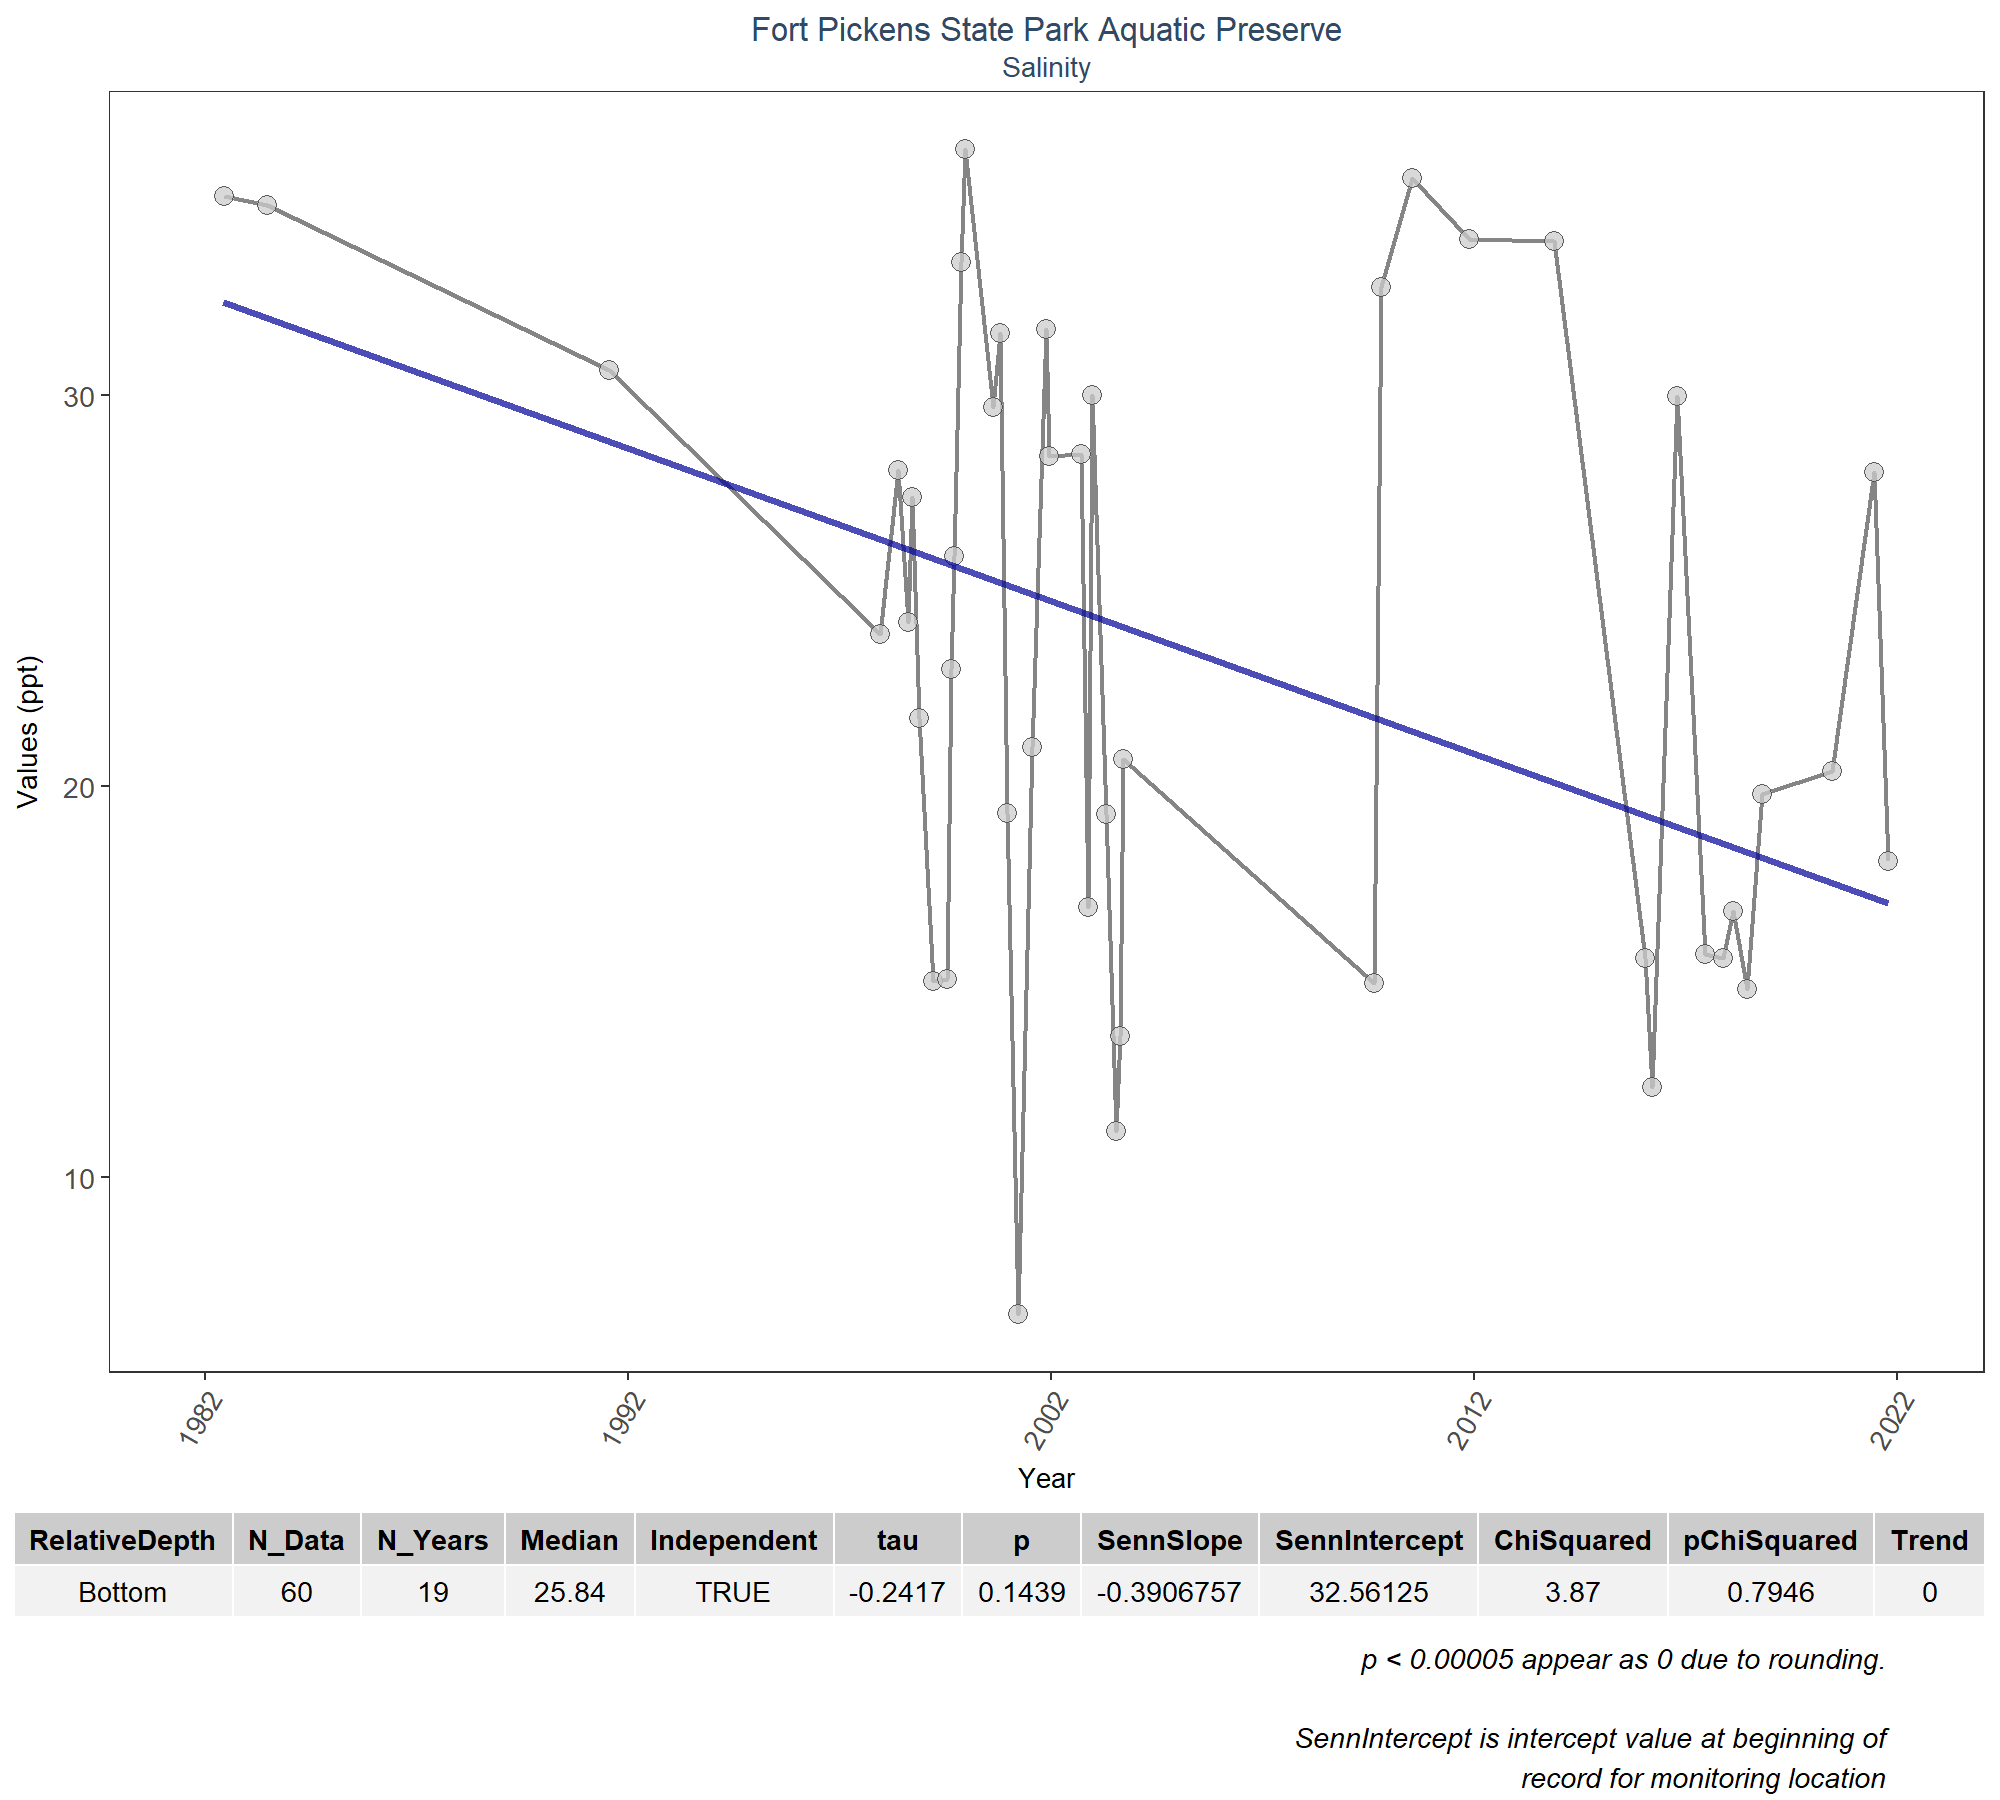 Fort Pickens State Park Aquatic Preserve
Salinity
Values (ppt)
30
20
10
1982
1992
2002
2012
2022
Year
RelativeDepth N_Data N_Years Median Independent tau p SennSlope SennIntercept ChiSquared pChiSquared Trend
Bottom 60 19 25.84 TRUE -0.2417 0.1439 -0.3906757 32.56125 3.87 0.7946 0
p < 0.00005 appear as 0 due to rounding.
SennIntercept is intercept value at beginning of
record for monitoring location